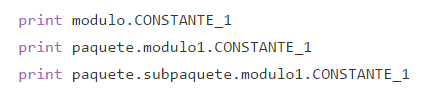 print modulo.CONSTANTE_1
print paquete.modulo1.CONSTANTE_1
print paquete.subpaquete.modulo1.CONSTANTE_1